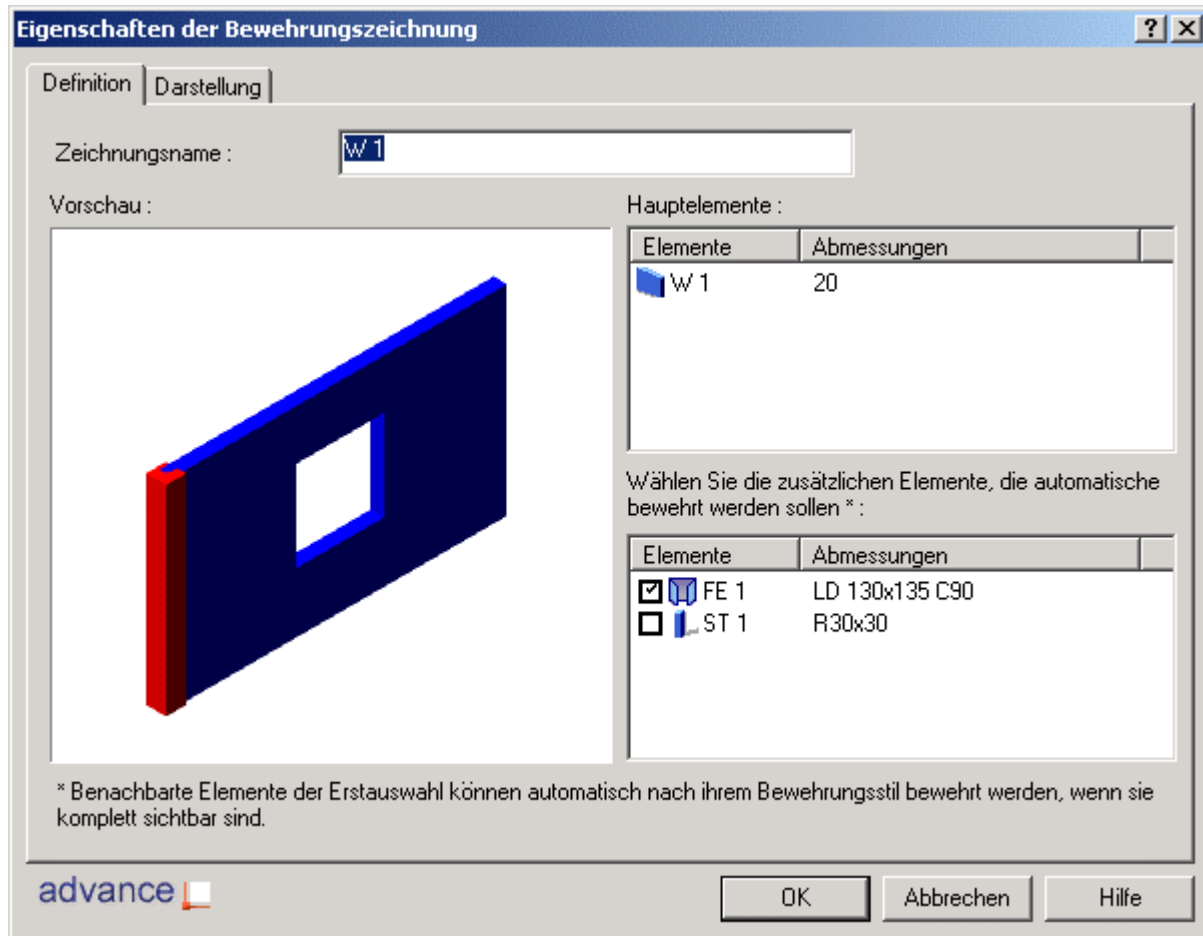 Eigenschaften der Bewehrungszeichnung
Definition Darstellung
Zeichnungsname : W 1
Vorschau :
Hauptelemente :
Elemente Abmessungen
W 1 20
Wählen Sie die zusätzlichen Elemente, die automatische
bewehrt werden sollen * :
Elemente Abmessungen
FE 1 LD 130x135 C90
ST 1 R30x30
* Benachbarte Elemente der Erstauswahl können automatisch nach ihrem Bewehrungsstil bewehrt werden, wenn sie
komplett sichtbar sind.
advance
OK Abbrechen Hilfe